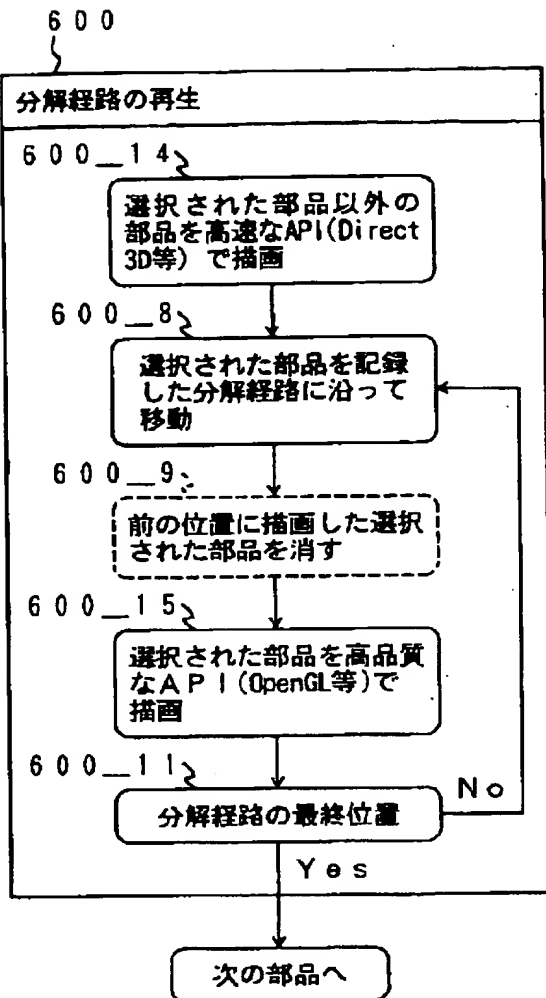 600
分解経路の再生
600__14
選択された部品以外の
部品を高速なAPI(Direct
3D等)で描画
600__8
選択された部品を記録
した分解経路に沿って
移動
600__9
前の位置に描画した選択
された部品を消す
600__15
選択された部品を高品質
なAPI(OpenGL等)で
描画
600__11
分解経路の最終位置
No
Yes
次の部品へ